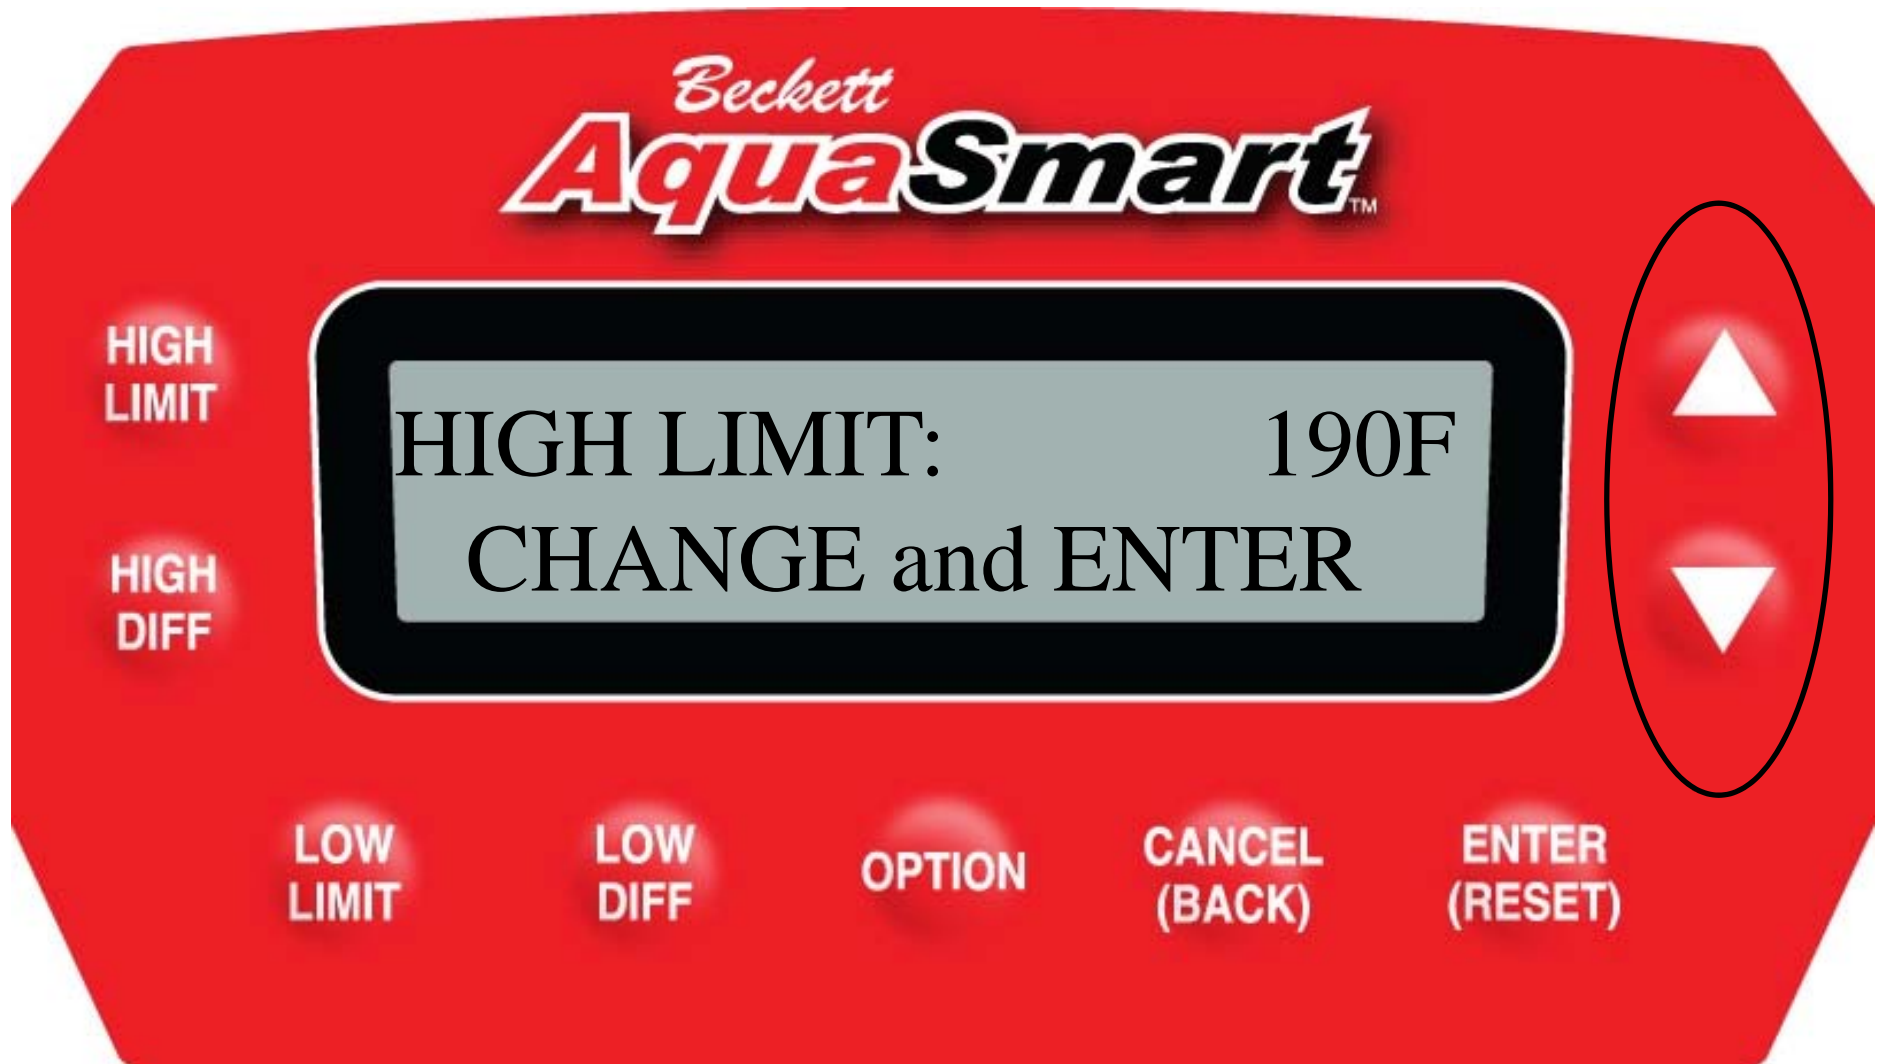 Beckett
AquaSmart™
HIGH
LIMIT
HIGH LIMIT: 190F
CHANGE and ENTER
HIGH
DIFF
LOW
LIMIT
LOW
DIFF
OPTION
CANCEL
(BACK)
ENTER
(RESET)